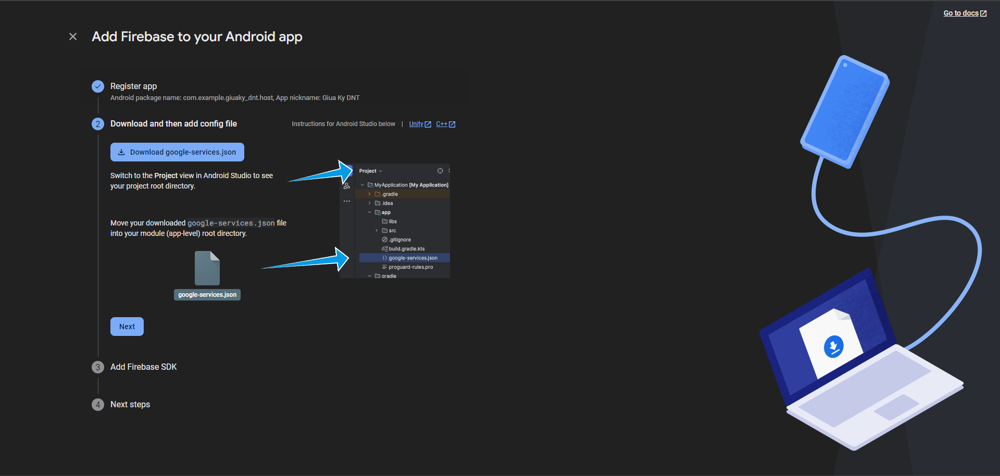 Go to docs
Add Firebase to your Android app
Register app
Android package name: com.example.giuaky_dnt.host, App nickname: Giua Ky DNT
2 Download and then add config file
Instructions for Android Studio below | Unity C++
Download google-services.json
Switch to the Project view in Android Studio to see
your project root directory.
Move your downloaded google-services.json file
into your module (app-level) root directory.
google-services.json
Project
MyApplication [My Application]
.gradle
.idea
app
libs
src
.gitignore
build.gradle.kts
google-services.json
proguard-rules.pro
gradle
Next
3 Add Firebase SDK
4 Next steps